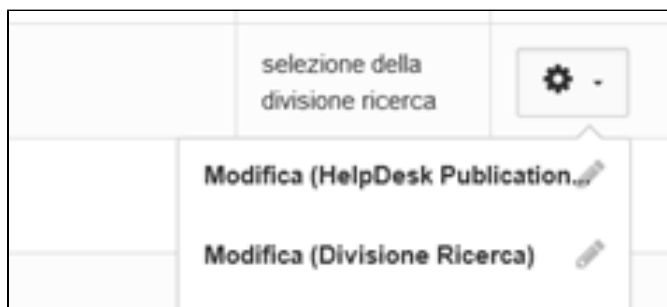 selezione della
divisione ricerca
Modifica (HelpDesk Publication...
Modifica (Divisione Ricerca)